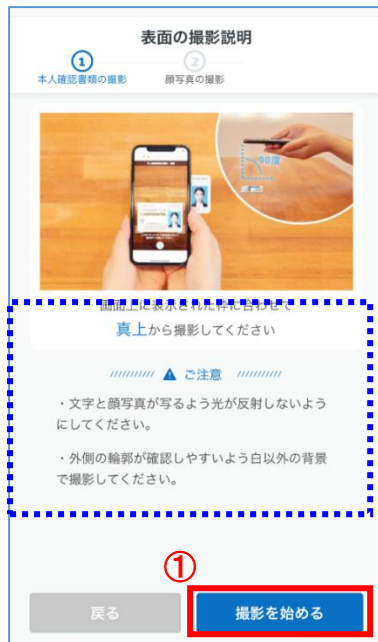 表面の撮影説明
1
2
本人確認書類の撮影
顔写真の撮影
90度
画面上に表示された枠に合わせて
真上から撮影してください
ご注意
・文字と顔写真が写るよう光が反射しないよう
にしてください。
・外側の輪郭が確認しやすいよう白以外の背景
で撮影してください。
①
戻る
撮影を始める